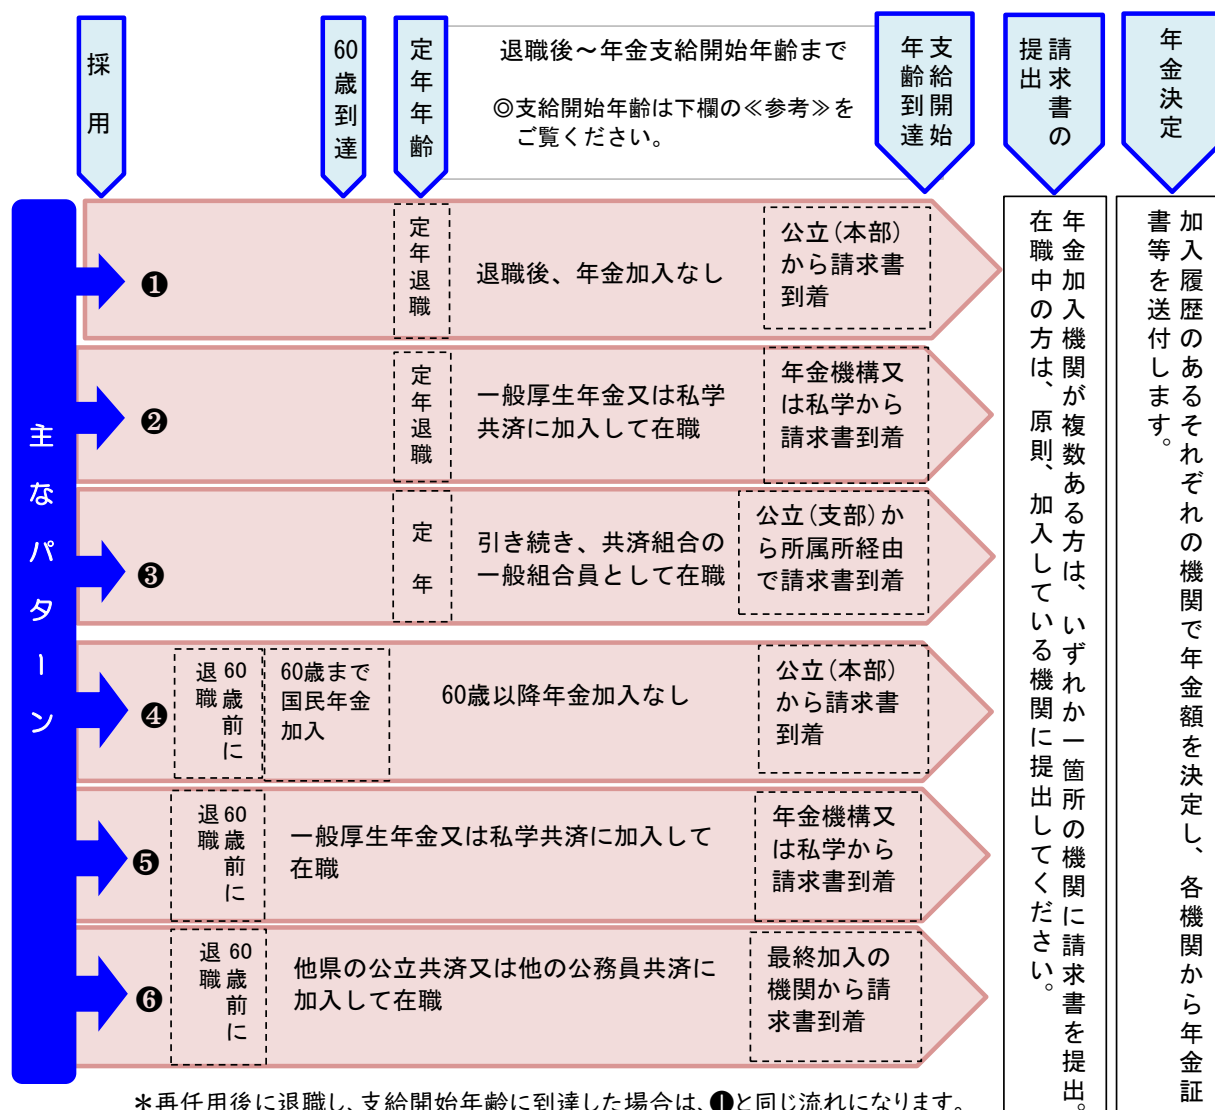 採用
60歳到達
定年年齢
退職後～年金支給開始年齢まで
◎支給開始年齢は下欄の≪参考≫を
ご覧ください。
支給開始
年齢到達
請求書の
提出
年金決定
主なパターン
❶
定年退職
退職後、年金加入なし
公立(本部)
から請求書
到着
❷
定年退職
一般厚生年金又は私学
共済に加入して在職
年金機構又
は私学から
請求書到着
❸
定年
引き続き、共済組合の
一般組合員として在職
公立(支部)か
ら所属所経由
で請求書到着
❹
60歳前に
退職
60歳まで
国民年金
加入
60歳以降年金加入なし
公立(本部)
から請求書
到着
❺
60歳前に
退職
一般厚生年金又は私学共済に加入して
在職
年金機構又
は私学から
請求書到着
❻
60歳前に
退職
他県の公立共済又は他の公務員共済に
加入して在職
最終加入の
機関から請
求書到着
年金加入機関が複数ある方は、いずれか一箇所の機関に請求書を提出。
在職中の方は、原則、加入している機関に提出してください。
加入履歴のあるそれぞれの機関で年金額を決定し、各機関から年金証
書等を送付します。
＊再任用後に退職し、支給開始年齢に到達した場合は、❶と同じ流れになります。